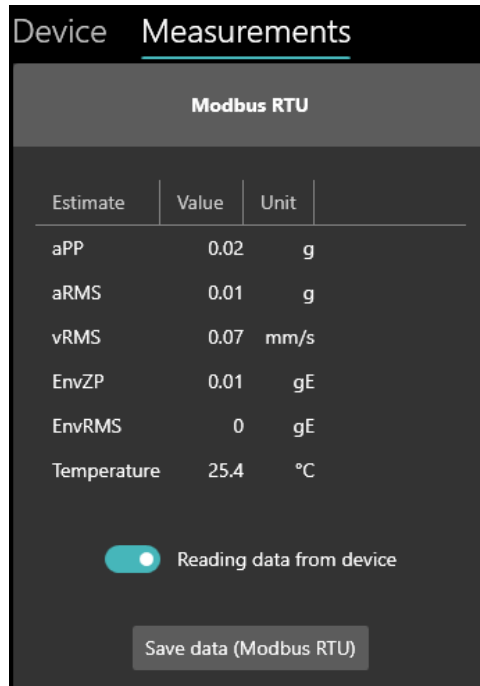 Device Measurements
Modbus RTU
Estimate Value Unit
aPP 0.02 g
aRMS 0.01 g
vRMS 0.07 mm/s
EnvZP 0.01 gE
EnvRMS 0 gE
Temperature 25.4 °C
Reading data from device
Save data (Modbus RTU)